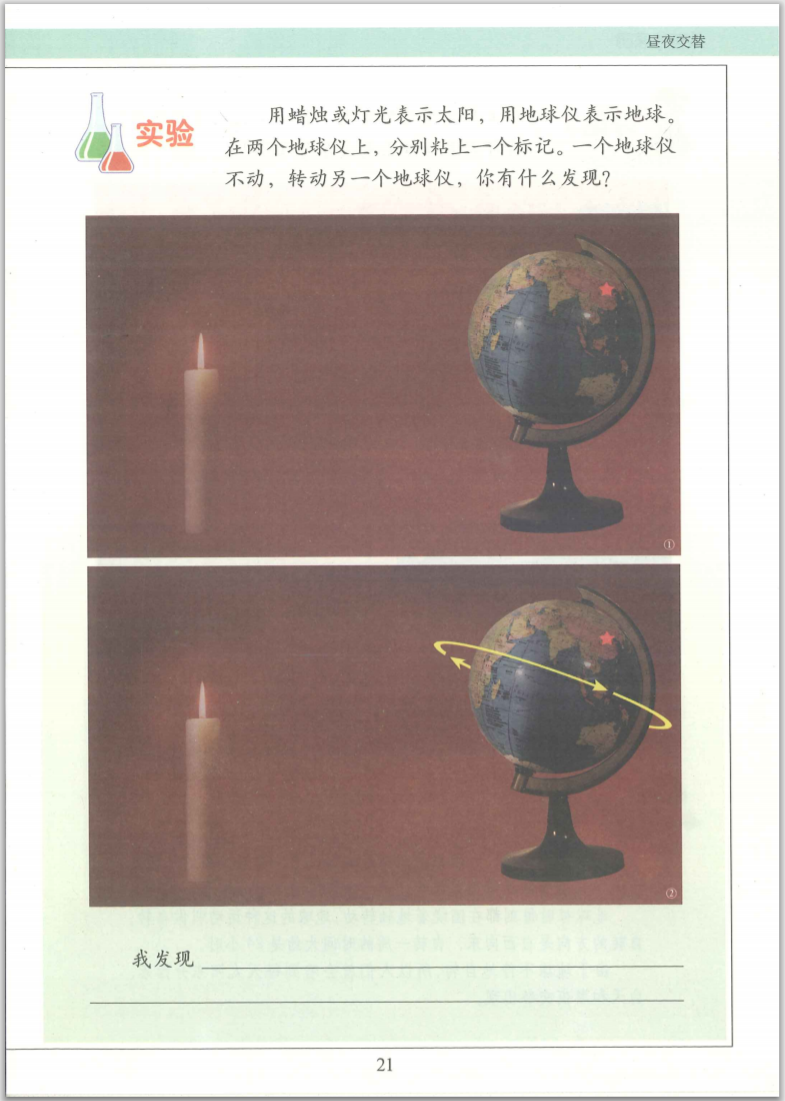 昼夜交替
实验
用蜡烛或灯光表示太阳，用地球仪表示地球。
在两个地球仪上，分别粘上一个标记。一个地球仪
不动，转动另一个地球仪，你有什么发现？
①
②
我发现
21